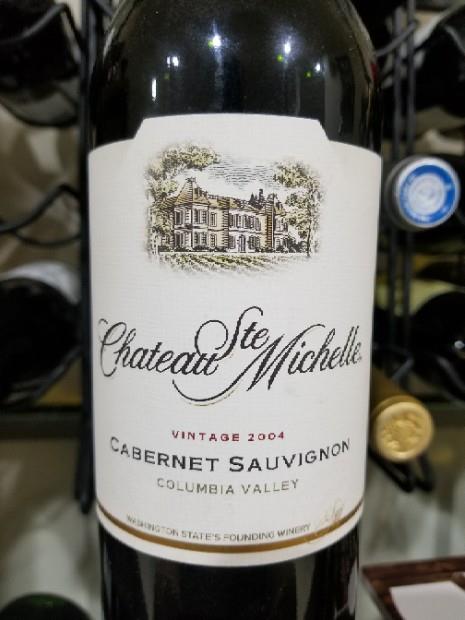 Chateau Ste Michelle
VINTAGE 2004
CABERNET SAUVIGNON
COLUMBIA VALLEY
WASHINGTON STATE'S FOUNDING WINERY